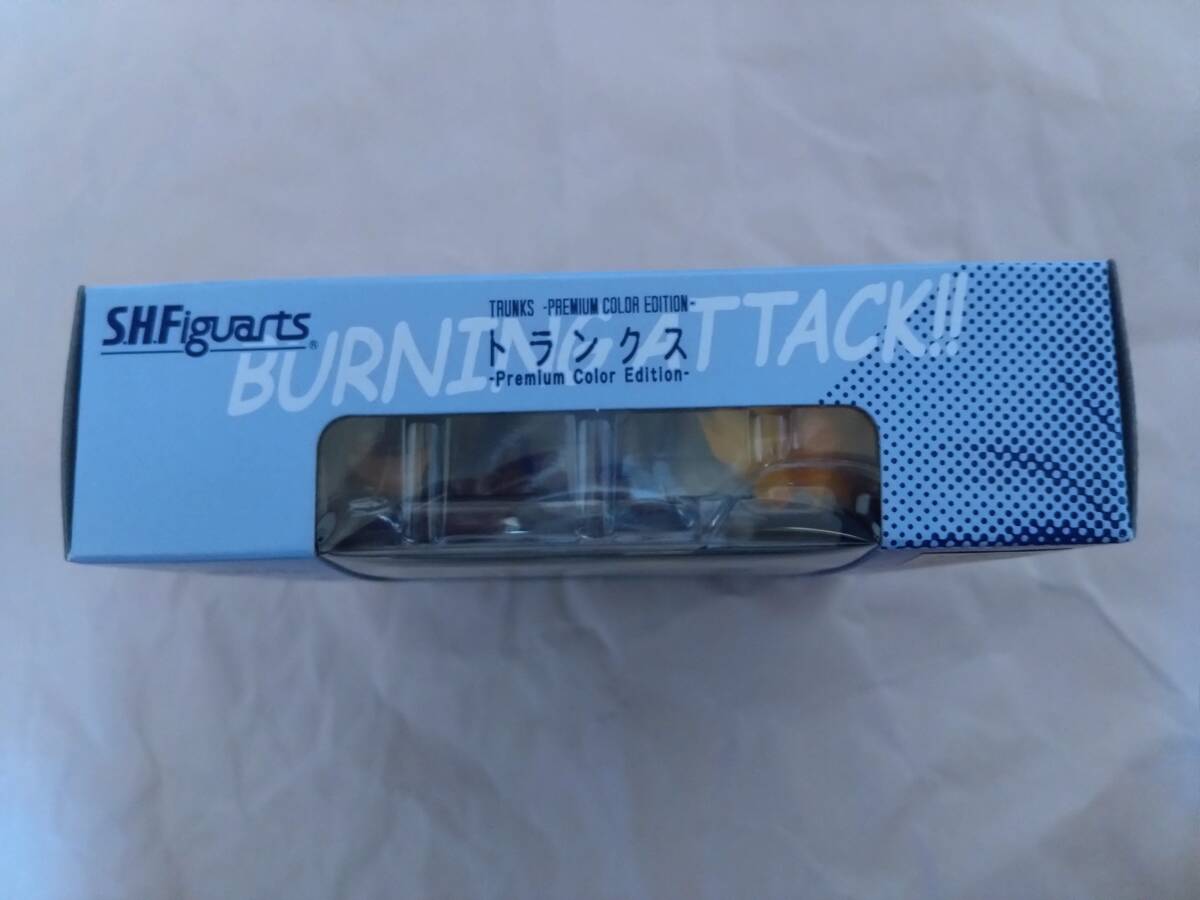 S.H.Figuarts®
TRUNKS -PREMIUM COLOR EDITION-
トランクス
-Premium Color Edition-
BURNING ATTACK!!